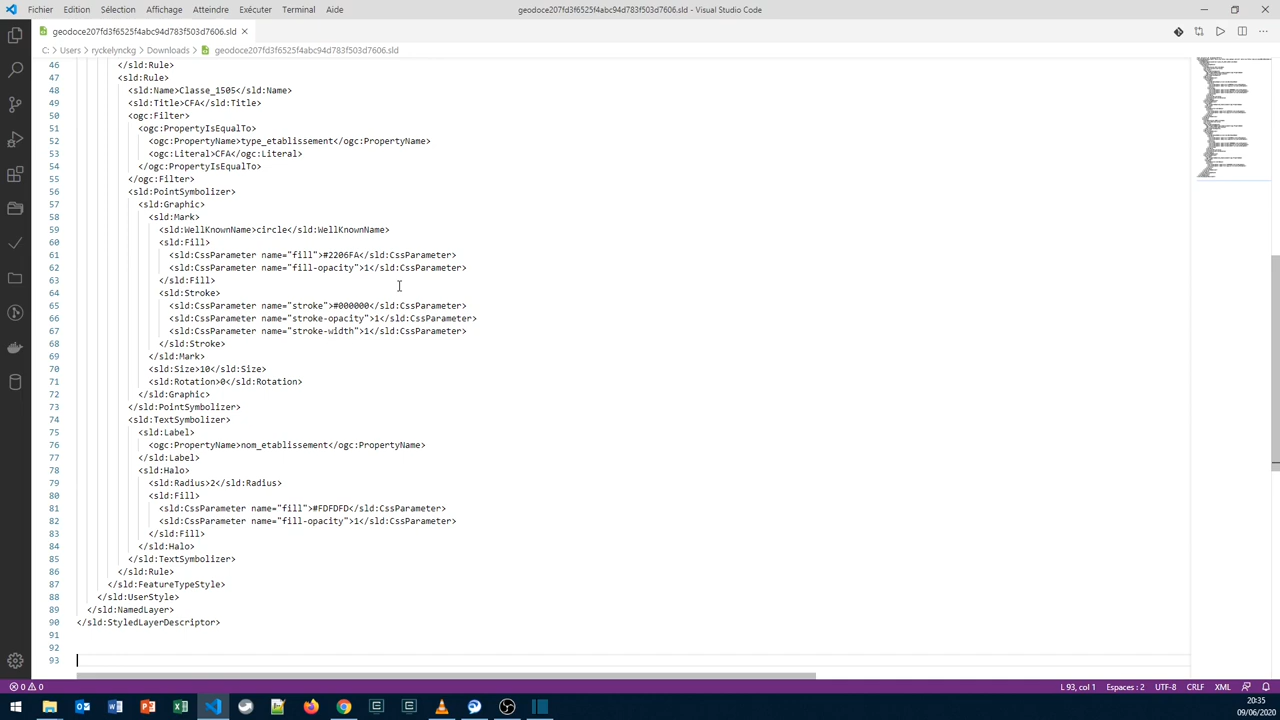 Fichier Edition Sélection Affichage Atteindre Exécuter Terminal Aide geodoce207fd3f6525f4abc94d783f503d7606.sld - Visual Studio Code
geodoce207fd3f6525f4abc94d783f503d7606.sld ×
C: > Users > ryckelynckg > Downloads > geodoce207fd3f6525f4abc94d783f503d7606.sld
46 </sld:Rule>
47 <sld:Rule>
48 <sld:Name>Classe_1505</sld:Name>
49 <sld:Title>CFA</sld:Title>
50 <ogc:Filter>
51 <ogc:PropertyIsEqualTo>
52 <ogc:PropertyName>type_etablissement</ogc:PropertyName>
53 <ogc:Literal>CFA</ogc:Literal>
54 </ogc:PropertyIsEqualTo>
55 </ogc:Filter>
56 <sld:PointSymbolizer>
57 <sld:Graphic>
58 <sld:Mark>
59 <sld:WellKnownName>circle</sld:WellKnownName>
60 <sld:Fill>
61 <sld:CssParameter name="fill">#2206FA</sld:CssParameter>
62 <sld:CssParameter name="fill-opacity">1</sld:CssParameter>
63 </sld:Fill>
64 <sld:Stroke>
65 <sld:CssParameter name="stroke">#000000</sld:CssParameter>
66 <sld:CssParameter name="stroke-opacity">1</sld:CssParameter>
67 <sld:CssParameter name="stroke-width">1</sld:CssParameter>
68 </sld:Stroke>
69 </sld:Mark>
70 <sld:Size>10</sld:Size>
71 <sld:Rotation>0</sld:Rotation>
72 </sld:Graphic>
73 </sld:PointSymbolizer>
74 <sld:TextSymbolizer>
75 <sld:Label>
76 <ogc:PropertyName>nom_etablissement</ogc:PropertyName>
77 </sld:Label>
78 <sld:Halo>
79 <sld:Radius>2</sld:Radius>
80 <sld:Fill>
81 <sld:CssParameter name="fill">#FDFDFD</sld:CssParameter>
82 <sld:CssParameter name="fill-opacity">1</sld:CssParameter>
83 </sld:Fill>
84 </sld:Halo>
85 </sld:TextSymbolizer>
86 </sld:Rule>
87 </sld:FeatureTypeStyle>
88 </sld:UserStyle>
89 </sld:NamedLayer>
90 </sld:StyledLayerDescriptor>
91
92
93
0 0 L 93, col 1 Espaces : 2 UTF-8 CRLF XML
20:35
09/06/2020